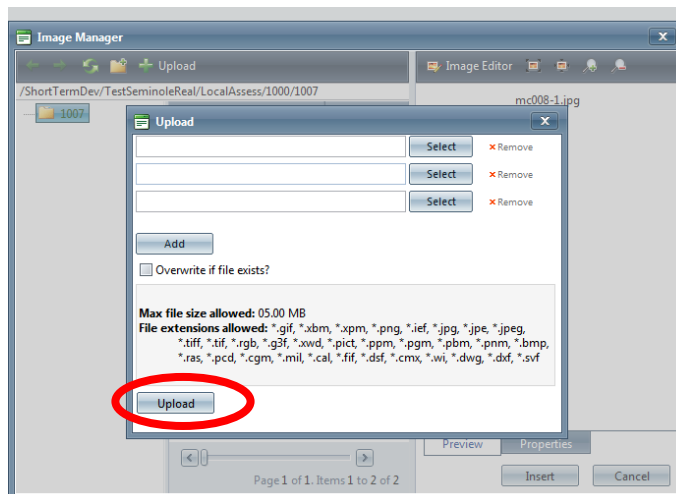 Image Manager
x
Upload
Image Editor
/ShortTermDev/TestSeminoleReal/LocalAssess/1000/1007
mc008-1.jpg
1007
Upload
x
Select
× Remove
Select
× Remove
Select
× Remove
Add
Overwrite if file exists?
Max file size allowed: 05.00 MB
File extensions allowed: *.gif, *.xbm, *.xpm, *.png, *.ief, *.jpg, *.jpe, *.jpeg,
*.tiff, *.tif, *.rgb, *.g3f, *.xwd, *.pict, *.ppm, *.pgm, *.pbm, *.pnm, *.bmp,
*.ras, *.pcd, *.cgm, *.mil, *.cal, *.fif, *.dsf, *.cmx, *.wi, *.dwg, *.dxf, *.svf
Upload
Preview
Properties
Page 1 of 1. Items 1 to 2 of 2
Insert
Cancel